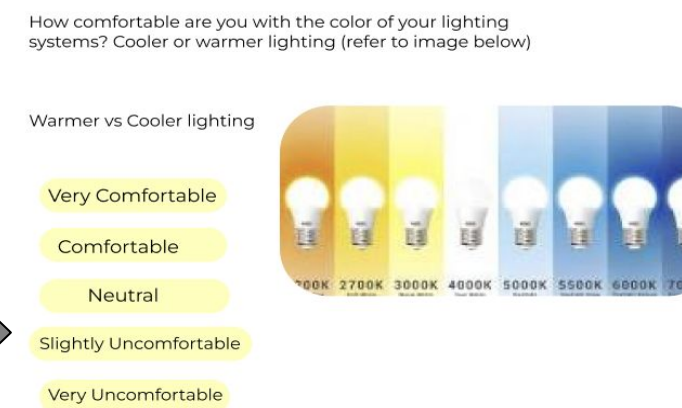 How comfortable are you with the color of your lighting
systems? Cooler or warmer lighting (refer to image below)
Warmer vs Cooler lighting
Very Comfortable
Comfortable
Neutral
Slightly Uncomfortable
Very Uncomfortable
2700K 3000K 4000K 5000K 5500K 6000K